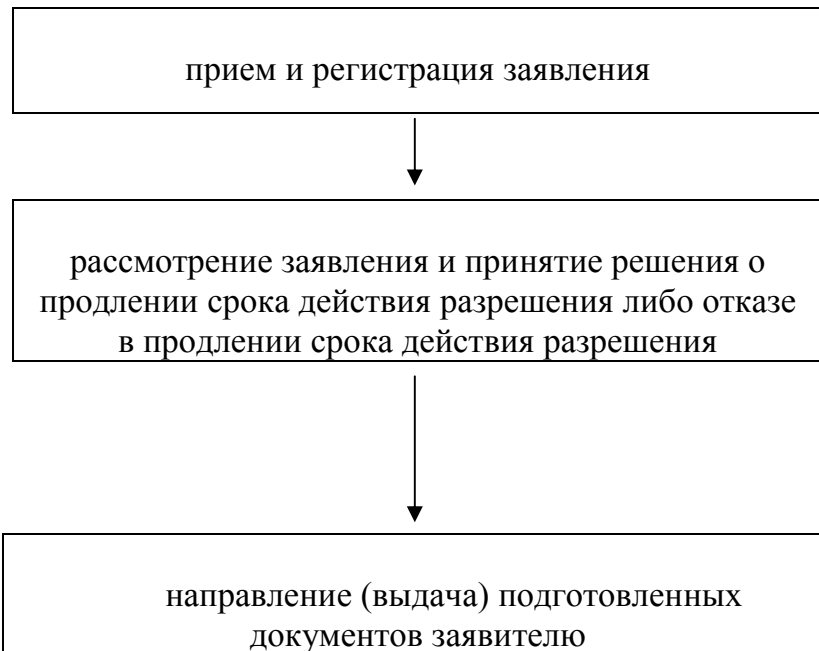 прием и регистрация заявления
рассмотрение заявления и принятие решения о
продлении срока действия разрешения либо отказе
в продлении срока действия разрешения
направление (выдача) подготовленных
документов заявителю